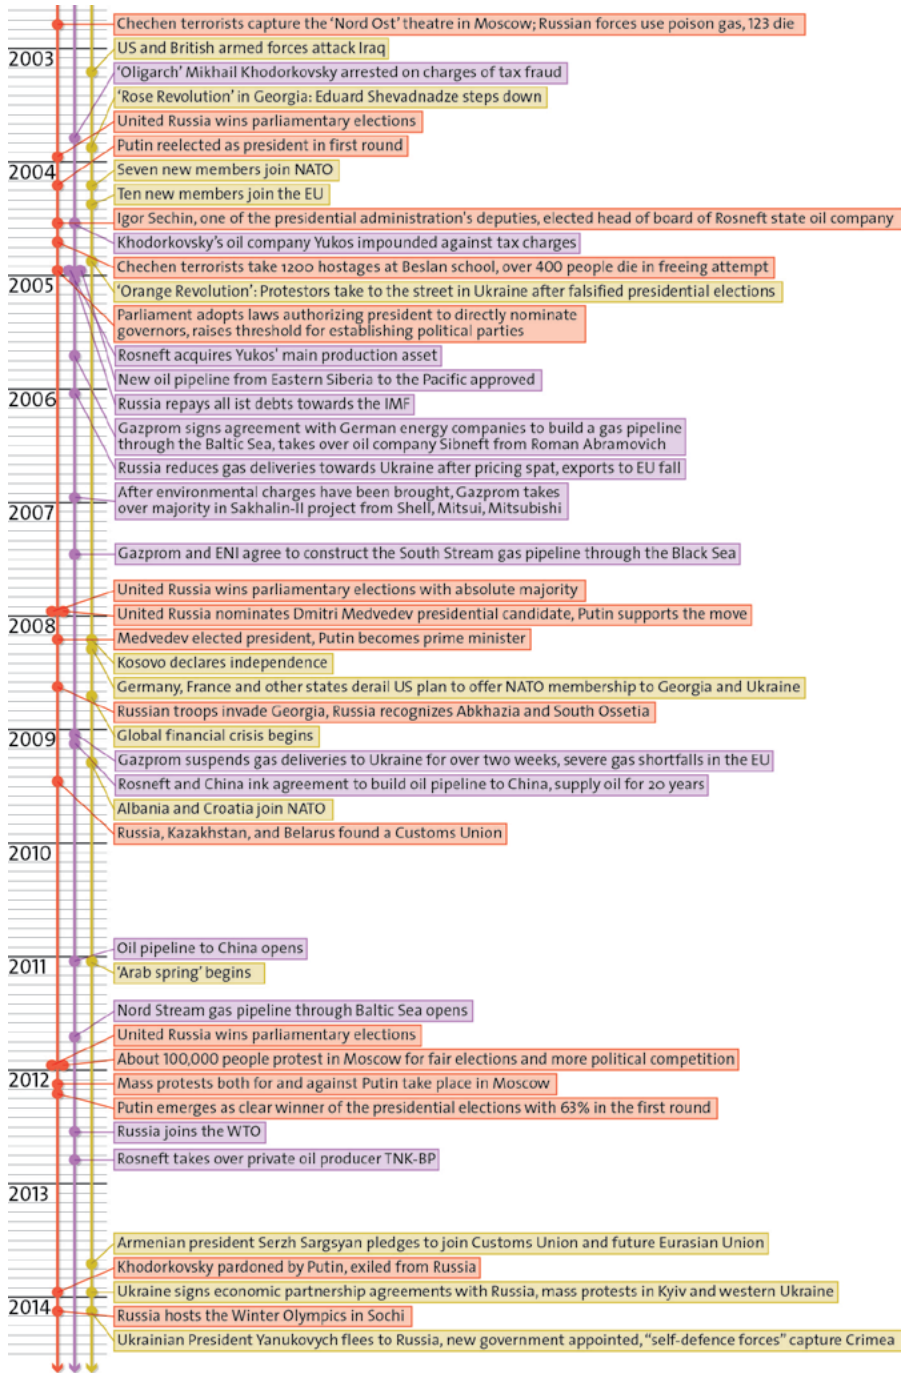 Chechen terrorists capture the ‘Nord Ost’ theatre in Moscow; Russian forces use poison gas, 123 die
2003
US and British armed forces attack Iraq
‘Oligarch’ Mikhail Khodorkovsky arrested on charges of tax fraud
‘Rose Revolution’ in Georgia: Eduard Shevadnadze steps down
United Russia wins parliamentary elections
Putin reelected as president in first round
2004
Seven new members join NATO
Ten new members join the EU
Igor Sechin, one of the presidential administration's deputies, elected head of board of Rosneft state oil company
Khodorkovsky’s oil company Yukos impounded against tax charges
Chechen terrorists take 1200 hostages at Beslan school, over 400 people die in freeing attempt
2005
‘Orange Revolution’: Protestors take to the street in Ukraine after falsified presidential elections
Parliament adopts laws authorizing president to directly nominate
governors, raises threshold for establishing political parties
Rosneft acquires Yukos’ main production asset
New oil pipeline from Eastern Siberia to the Pacific approved
2006
Russia repays all ist debts towards the IMF
Gazprom signs agreement with German energy companies to build a gas pipeline
through the Baltic Sea, takes over oil company Sibneft from Roman Abramovich
Russia reduces gas deliveries towards Ukraine after pricing spat, exports to EU fall
After environmental charges have been brought, Gazprom takes
over majority in Sakhalin-II project from Shell, Mitsui, Mitsubishi
2007
Gazprom and ENI agree to construct the South Stream gas pipeline through the Black Sea
United Russia wins parliamentary elections with absolute majority
United Russia nominates Dmitri Medvedev presidential candidate, Putin supports the move
2008
Medvedev elected president, Putin becomes prime minister
Kosovo declares independence
Germany, France and other states derail US plan to offer NATO membership to Georgia and Ukraine
Russian troops invade Georgia, Russia recognizes Abkhazia and South Ossetia
Global financial crisis begins
2009
Gazprom suspends gas deliveries to Ukraine for over two weeks, severe gas shortfalls in the EU
Rosneft and China ink agreement to build oil pipeline to China, supply oil for 20 years
Albania and Croatia join NATO
Russia, Kazakhstan, and Belarus found a Customs Union
2010
Oil pipeline to China opens
2011
‘Arab spring’ begins
Nord Stream gas pipeline through Baltic Sea opens
United Russia wins parliamentary elections
About 100,000 people protest in Moscow for fair elections and more political competition
2012
Mass protests both for and against Putin take place in Moscow
Putin emerges as clear winner of the presidential elections with 63% in the first round
Russia joins the WTO
Rosneft takes over private oil producer TNK-BP
2013
Armenian president Serzh Sargsyan pledges to join Customs Union and future Eurasian Union
Khodorkovsky pardoned by Putin, exiled from Russia
Ukraine signs economic partnership agreements with Russia, mass protests in Kyiv and western Ukraine
2014
Russia hosts the Winter Olympics in Sochi
Ukrainian President Yanukovych flees to Russia, new government appointed, “self-defence forces” capture Crimea